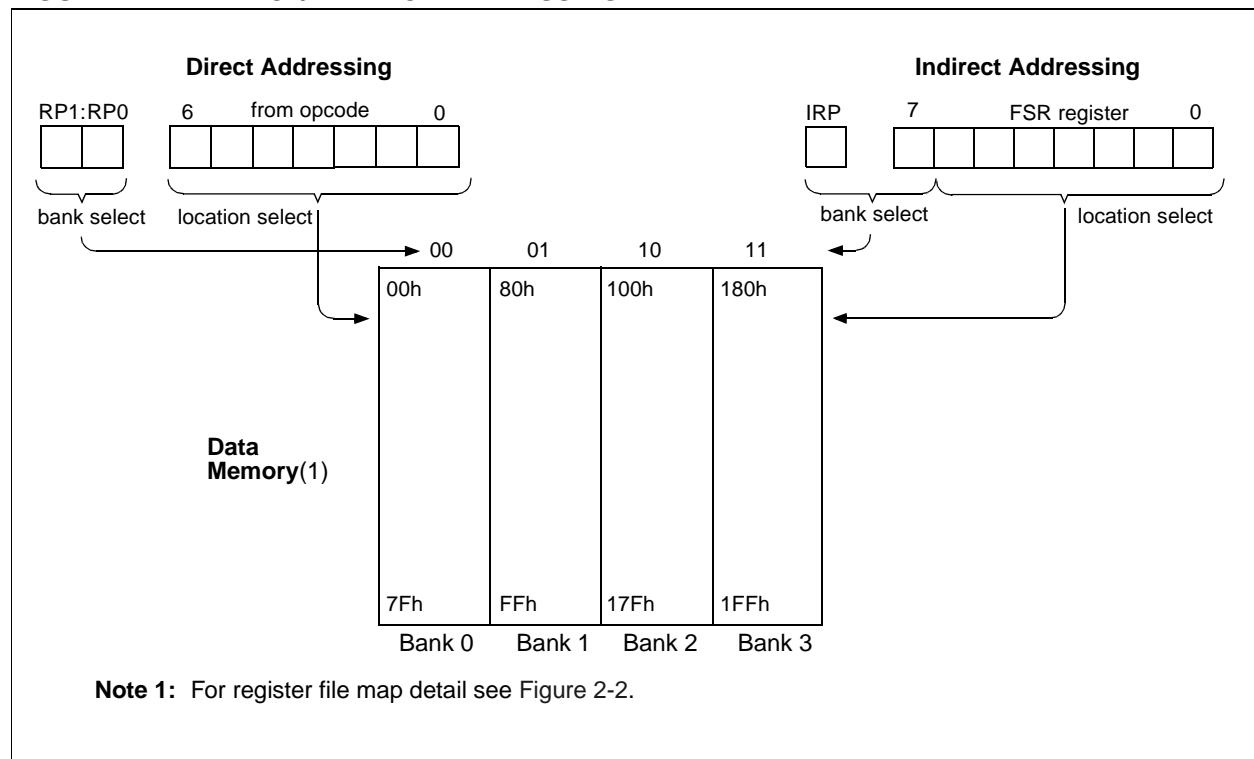 Direct Addressing
Indirect Addressing
RP1:RP0 6 from opcode 0
IRP 7 FSR register 0
bank select location select
bank select location select
00 01 10 11
00h 80h 100h 180h
Data
Memory(1)
7Fh FFh 17Fh 1FFh
Bank 0 Bank 1 Bank 2 Bank 3
Note 1: For register file map detail see Figure 2-2.